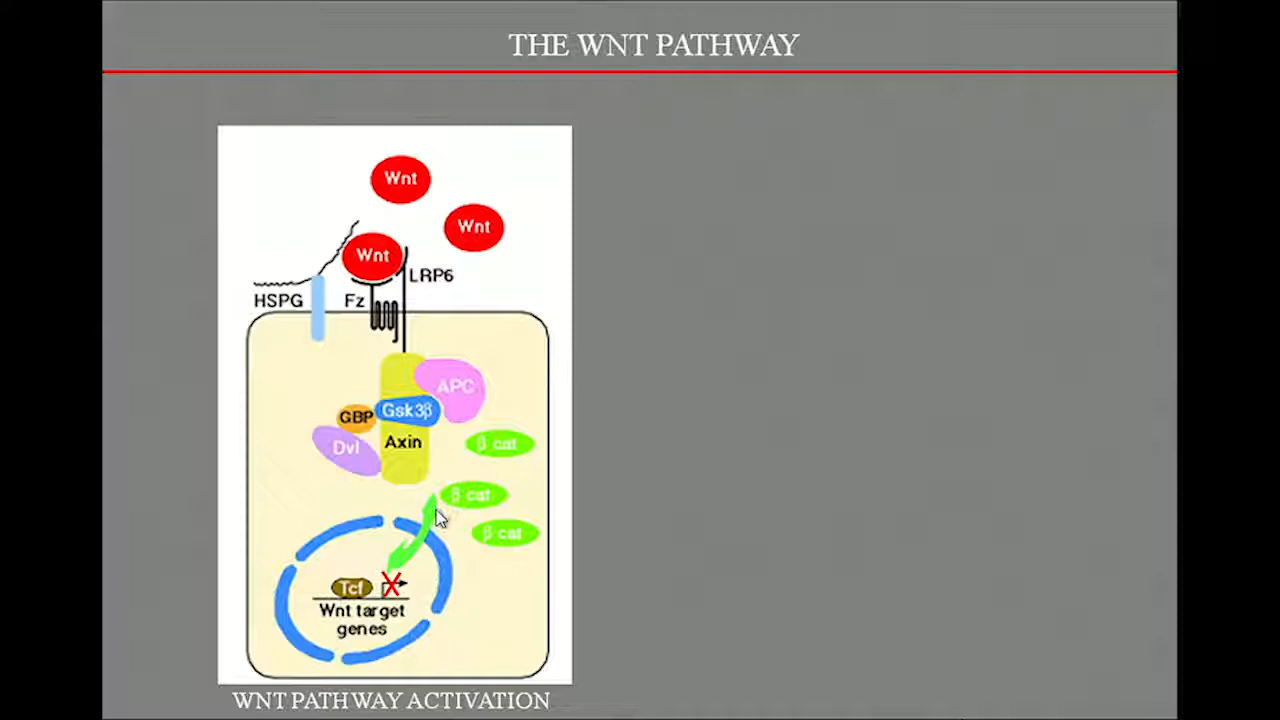 THE WNT PATHWAY
Wnt
Wnt
Wnt
LRP6
HSPG
Fz
APC
Gsk3β
GBP
Axin
Dvl
β cat
β cat
β cat
Tcf
Wnt target
genes
WNT PATHWAY ACTIVATION